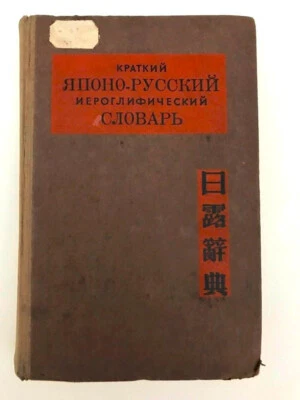 КРАТКИЙ
ЯПОНО-РУССКИЙ
ИЕРОГЛИФИЧЕСКИЙ
СЛОВАРЬ
日露辭典